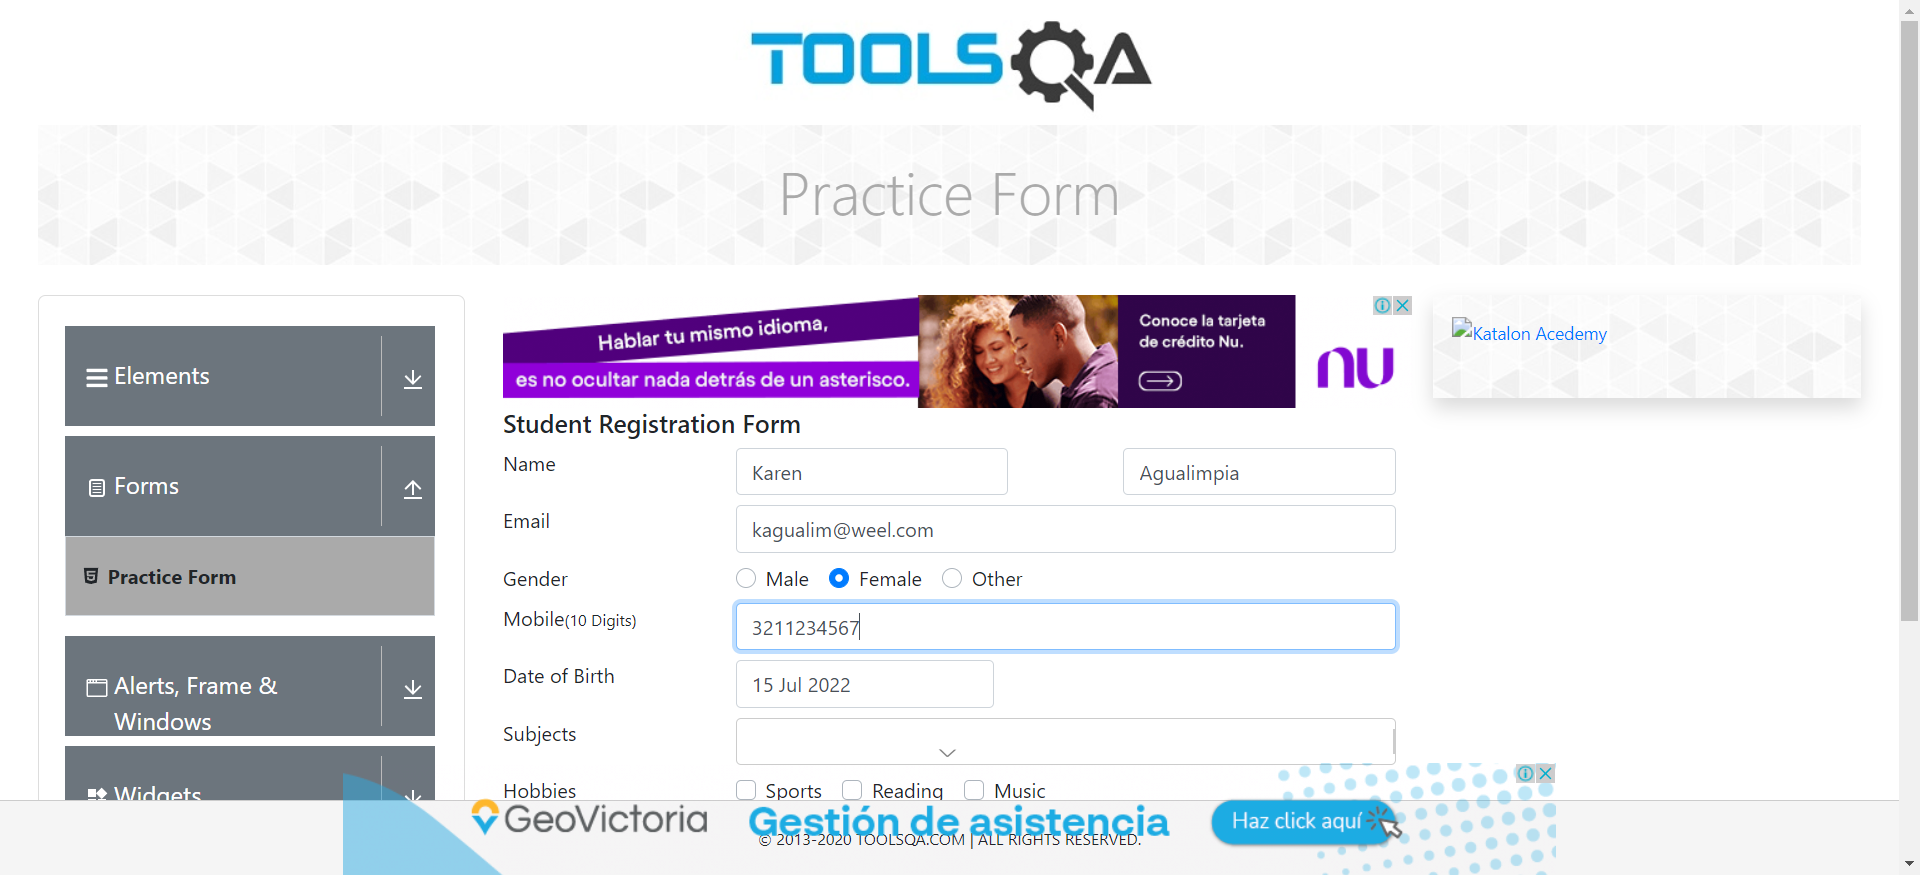 TOOLSQA
Practice Form
Elements
Forms
Practice Form
Alerts, Frame &
Windows
Widgets
Hablar tu mismo idioma,
es no ocultar nada detrás de un asterisco.
Conoce la tarjeta
de crédito Nu.
nu
Katalon Acedemy
Student Registration Form
Name
Karen
Agualimpia
Email
kagualim@weel.com
Gender
Male
Female
Other
Mobile(10 Digits)
3211234567
Date of Birth
15 Jul 2022
Subjects
Hobbies
Sports
Reading
Music
GeoVictoria
Gestión de asistencia
Haz click aquí
© 2013-2020 TOOLSQA.COM | ALL RIGHTS RESERVED.